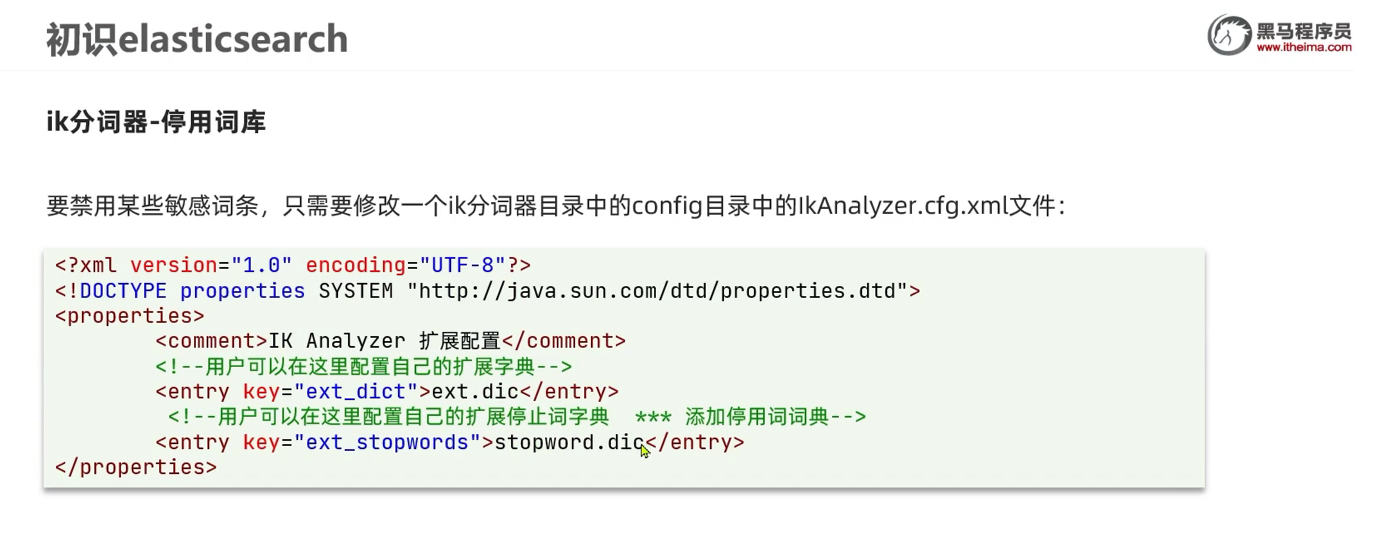 初识elasticsearch
黑马程序员
www.itheima.com
ik分词器-停用词库
要禁用某些敏感词条，只需要修改一个ik分词器目录中的config目录中的IkAnalyzer.cfg.xml文件：
<?xml version="1.0" encoding="UTF-8"?>
<!DOCTYPE properties SYSTEM "http://java.sun.com/dtd/properties.dtd">
<properties>
        <comment>IK Analyzer 扩展配置</comment>
        <!--用户可以在这里配置自己的扩展字典-->
        <entry key="ext_dict">ext.dic</entry>
         <!--用户可以在这里配置自己的扩展停止词字典  *** 添加停用词词典-->
        <entry key="ext_stopwords">stopword.dic</entry>
</properties>